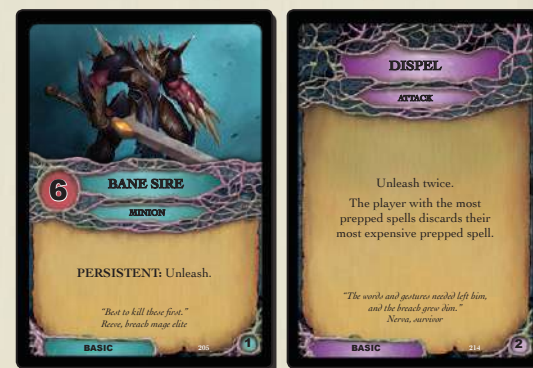 6
BANE SIRE
MINION
PERSISTENT: Unleash.
"Best to kill these first."
Reeve, breach mage elite
BASIC
205
1
DISPEL
ATTACK
Unleash twice.
The player with the most
prepped spells discards their
most expensive prepped spell.
"The words and gestures needed left him,
and the breach grew dim."
Nerva, survivor
BASIC
214
2